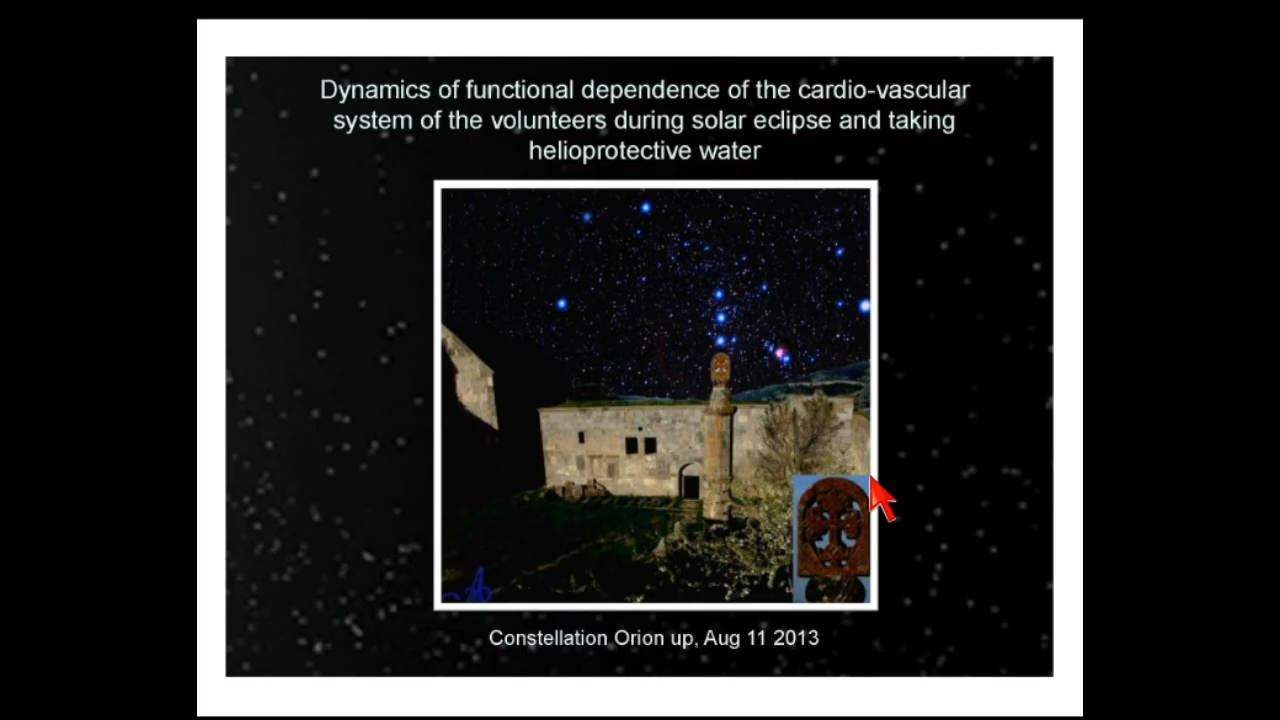 Dynamics of functional dependence of the cardio-vascular
system of the volunteers during solar eclipse and taking
helioprotective water
Constellation Orion up, Aug 11 2013